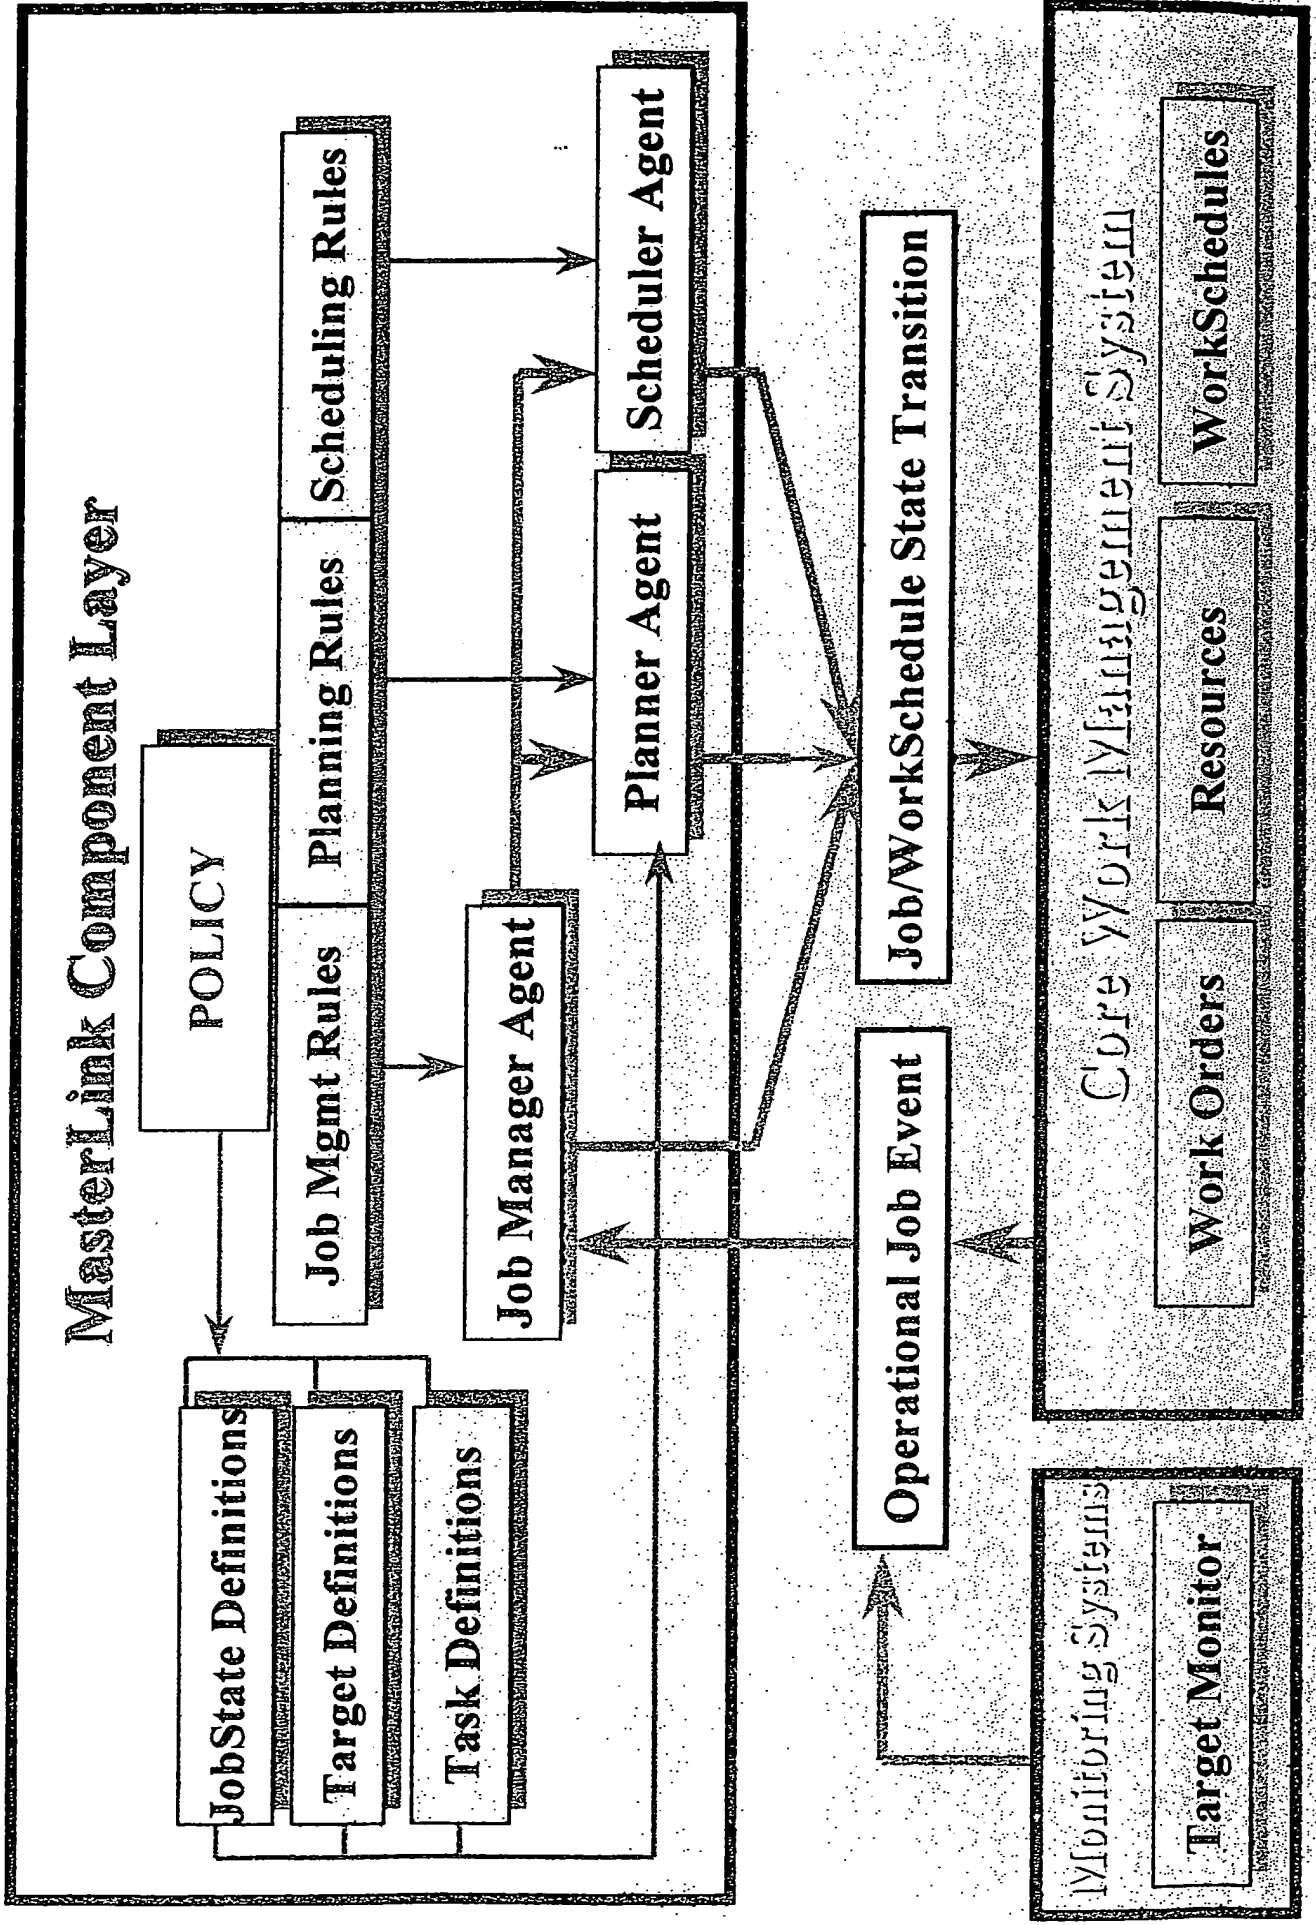 MasterLink Component Layer
POLICY
Job Mgmt Rules
Planning Rules
Scheduling Rules
JobState Definitions
Target Definitions
Task Definitions
Job Manager Agent
Planner Agent
Scheduler Agent
Operational Job Event
Job/WorkSchedule State Transition
Monitoring Systems
Target Monitor
Core Work Management System
Work Orders
Resources
WorkSchedules